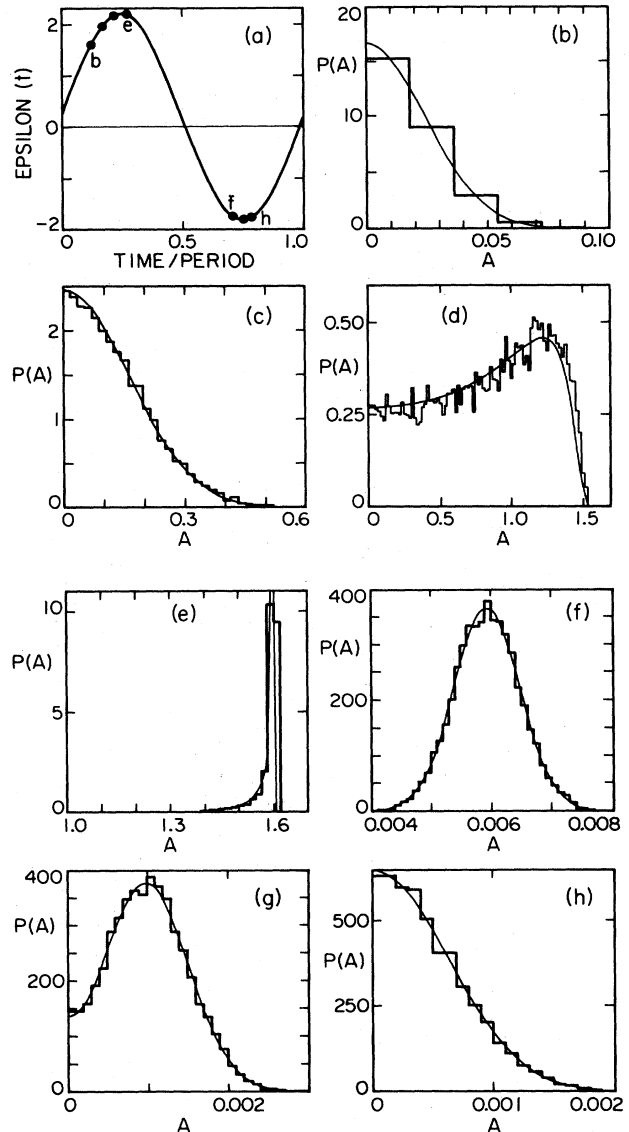 (a)
EPSILON (t)
2
0
-2
b
e
f
h
0
0.5
1.0
TIME/PERIOD
(b)
P(A)
20
10
0
0
0.05
0.10
A
(c)
P(A)
2
1
0
0
0.3
0.6
A
(d)
P(A)
0.50
0.25
0
0
0.5
1.0
1.5
A
(e)
P(A)
10
5
0
1.0
1.3
1.6
A
(f)
P(A)
400
200
0
0.004
0.006
0.008
A
(g)
P(A)
400
200
0
0
0.002
A
(h)
P(A)
500
250
0
0
0.001
0.002
A